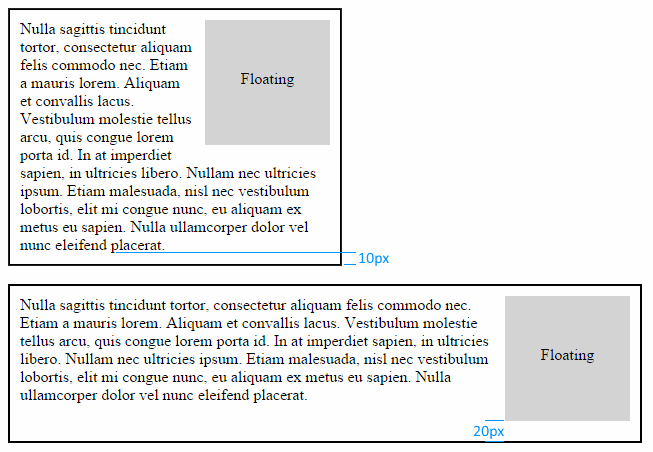 Nulla sagittis tincidunt
tortor, consectetur aliquam
felis commodo nec. Etiam
a mauris lorem. Aliquam
et convallis lacus.
Vestibulum molestie tellus
arcu, quis congue lorem
porta id. In at imperdiet
sapien, in ultricies libero. Nullam nec ultricies
ipsum. Etiam malesuada, nisl nec vestibulum
lobortis, elit mi congue nunc, eu aliquam ex
metus eu sapien. Nulla ullamcorper dolor vel
nunc eleifend placerat.
Floating
10px
Nulla sagittis tincidunt tortor, consectetur aliquam felis commodo nec.
Etiam a mauris lorem. Aliquam et convallis lacus. Vestibulum molestie
tellus arcu, quis congue lorem porta id. In at imperdiet sapien, in ultricies
libero. Nullam nec ultricies ipsum. Etiam malesuada, nisl nec vestibulum
lobortis, elit mi congue nunc, eu aliquam ex metus eu sapien. Nulla
ullamcorper dolor vel nunc eleifend placerat.
Floating
20px